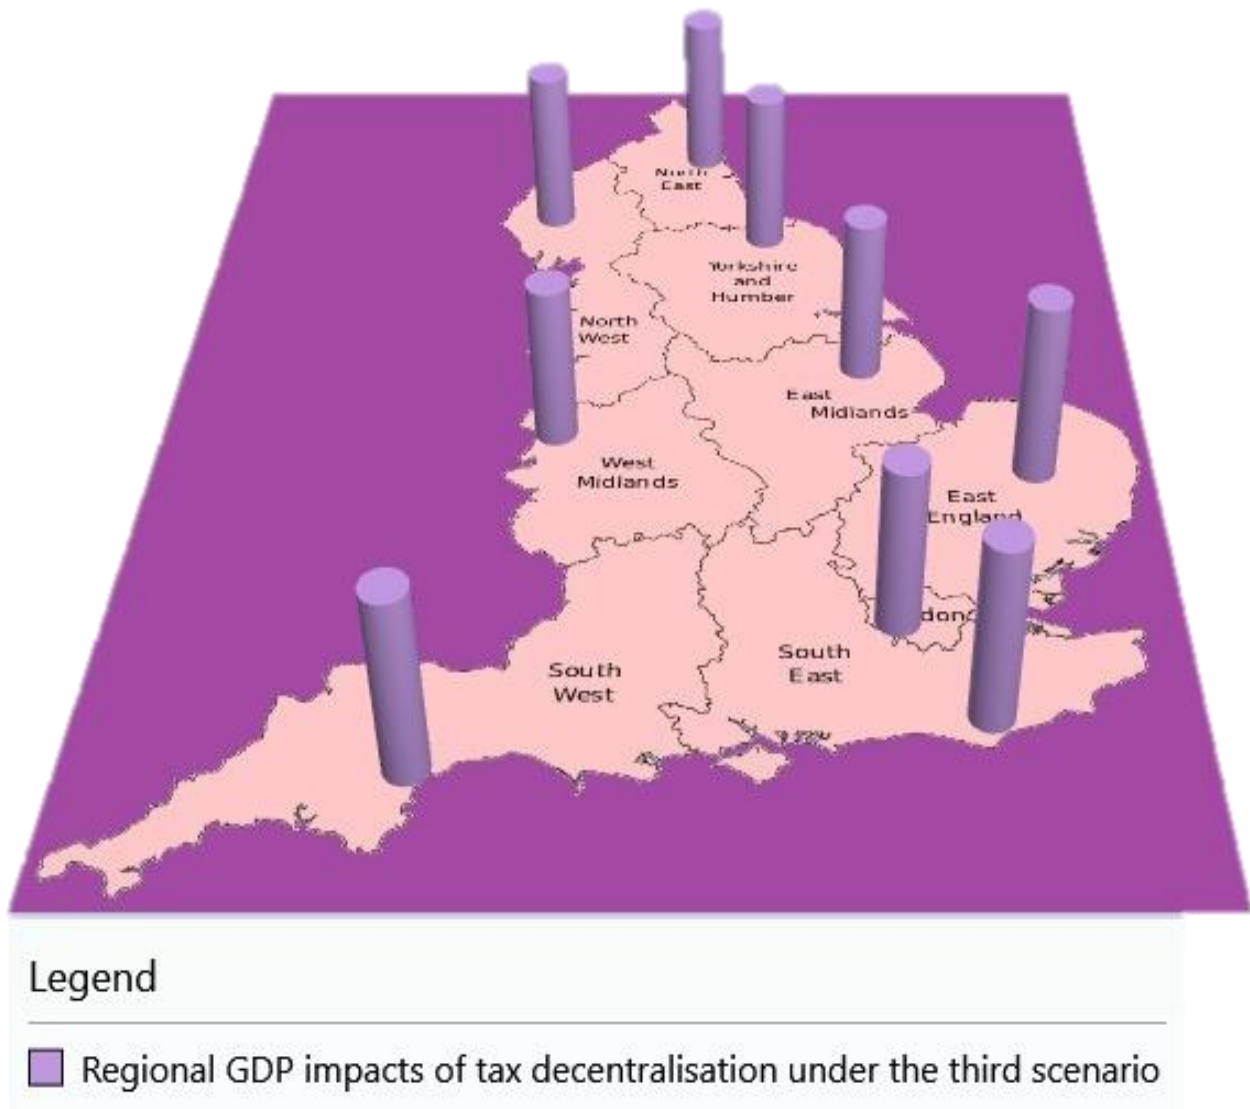 North
East
Yorkshire
and
Humber
North
West
East
Midlands
West
Midlands
East
England
don
South
East
South
West
Legend
Regional GDP impacts of tax decentralisation under the third scenario